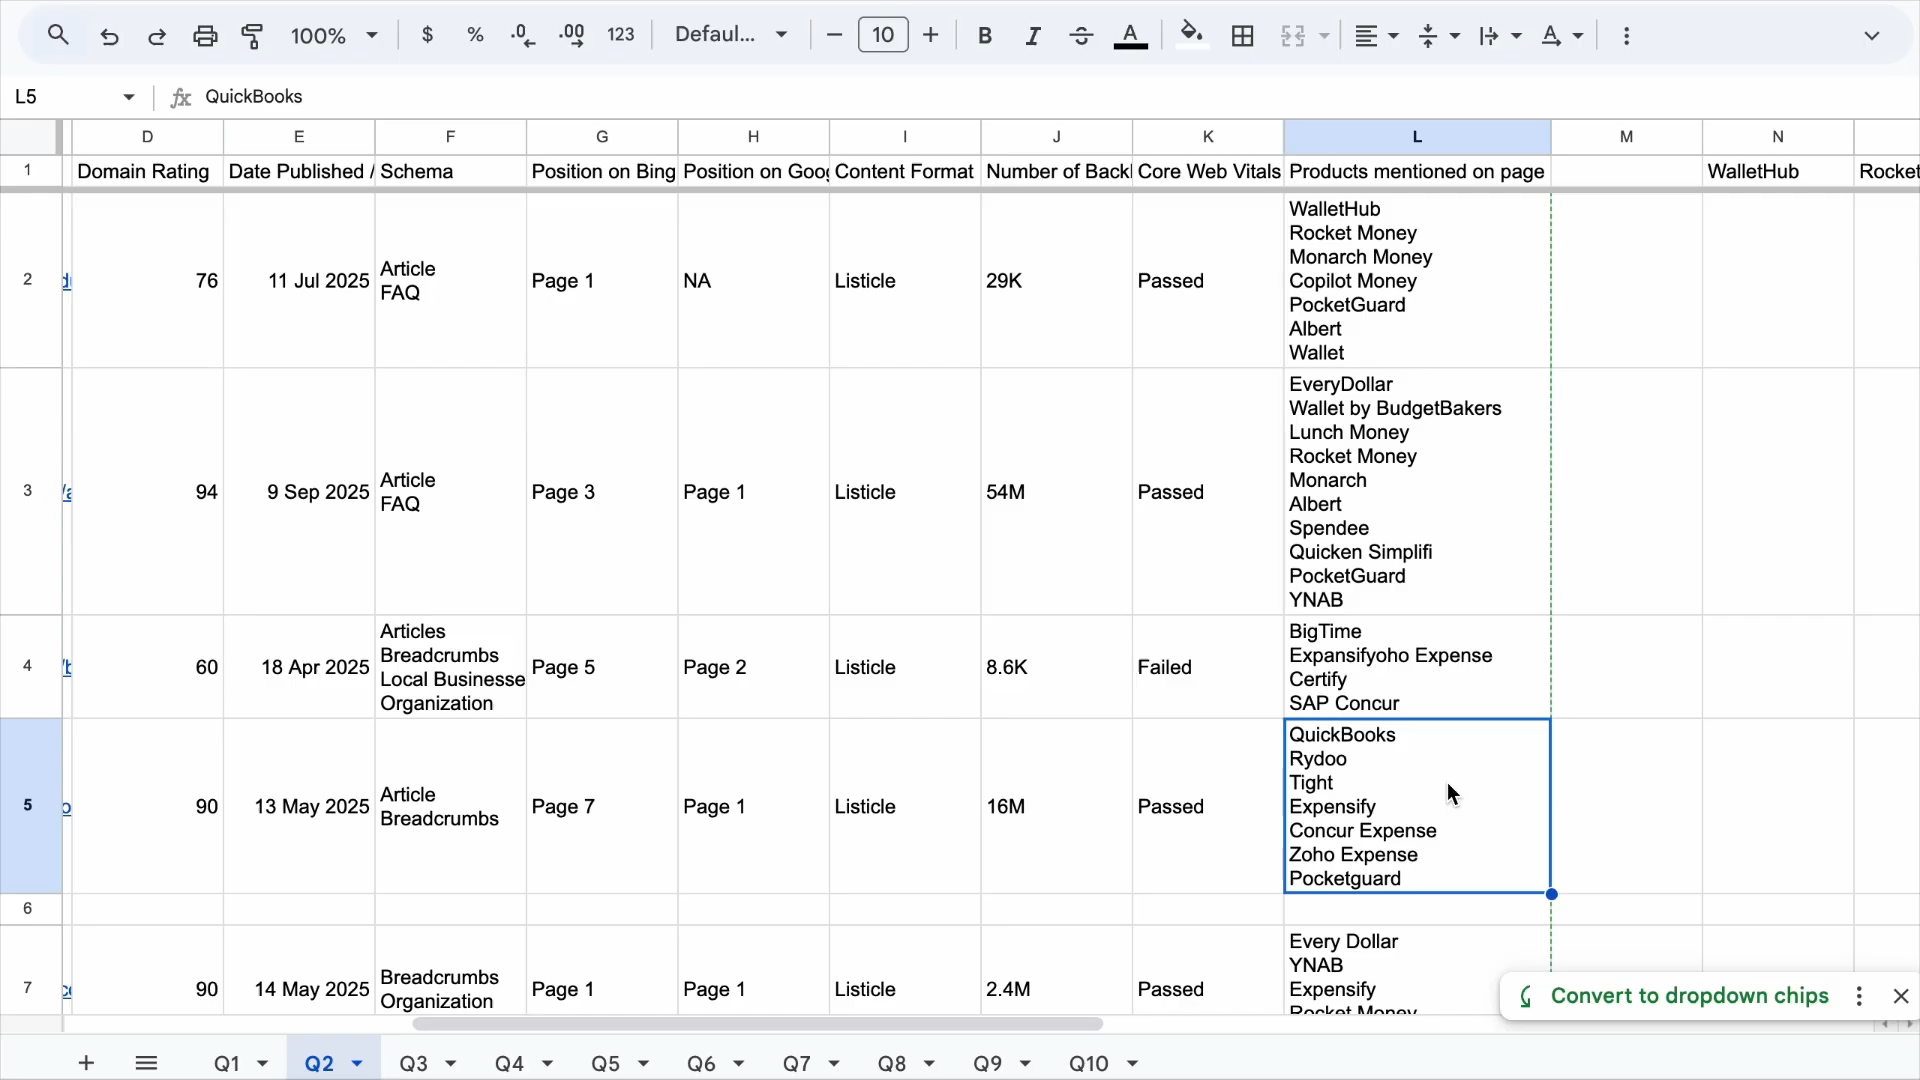 100% $ % .0 .00 123 Defaul... 10 B I S A A
L5 fx QuickBooks
D E F G H I J K L M N
1 Domain Rating Date Published / Schema Position on Bing Position on Goog Content Format Number of Backl Core Web Vitals Products mentioned on page WalletHub Rocket
WalletHub
Rocket Money
Monarch Money
2 76 11 Jul 2025 Article Page 1 NA Listicle 29K Passed Copilot Money
FAQ
PocketGuard
Albert
Wallet
EveryDollar
Wallet by BudgetBakers
Lunch Money
Rocket Money
Monarch
3 94 9 Sep 2025 Article Page 3 Page 1 Listicle 54M Passed Albert
FAQ
Spendee
Quicken Simplifi
PocketGuard
YNAB
Articles BigTime
Breadcrumbs Expansifyoho Expense
4 60 18 Apr 2025 Page 5 Page 2 Listicle 8.6K Failed
Local Businesse Certify
Organization SAP Concur
QuickBooks
Rydoo
Tight
5 90 13 May 2025 Article Page 7 Page 1 Listicle 16M Passed Expensify
Breadcrumbs Concur Expense
Zoho Expense
Pocketguard
6
Every Dollar
YNAB
7 90 14 May 2025 Breadcrumbs Page 1 Page 1 Listicle 2.4M Passed Expensify
Organization Rocket Money
Convert to dropdown chips
Q1 Q2 Q3 Q4 Q5 Q6 Q7 Q8 Q9 Q10